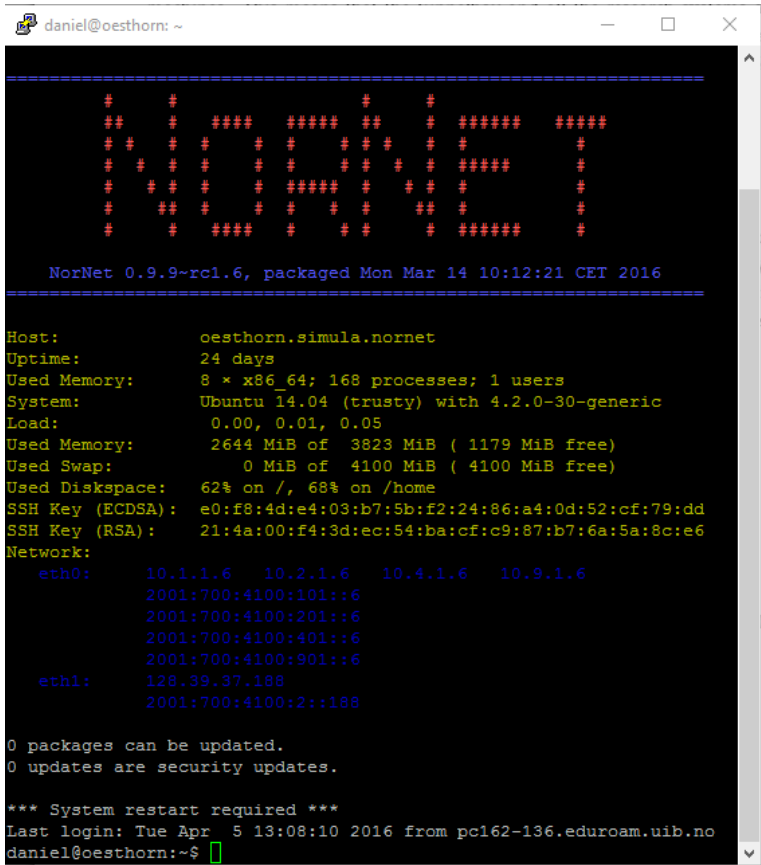 daniel@oesthorn: ~
NORNET
NorNet 0.9.9~rc1.6, packaged Mon Mar 14 10:12:21 CET 2016
Host: oesthorn.simula.nornet
Uptime: 24 days
Used Memory: 8 × x86_64; 168 processes; 1 users
System: Ubuntu 14.04 (trusty) with 4.2.0-30-generic
Load: 0.00, 0.01, 0.05
Used Memory: 2644 MiB of 3823 MiB ( 1179 MiB free)
Used Swap: 0 MiB of 4100 MiB ( 4100 MiB free)
Used Diskspace: 62% on /, 68% on /home
SSH Key (ECDSA): e0:f8:4d:e4:03:b7:5b:f2:24:86:a4:0d:52:cf:79:dd
SSH Key (RSA): 21:4a:00:f4:3d:ec:54:ba:cf:c9:87:b7:6a:5a:8c:e6
Network:
eth0: 10.1.1.6 10.2.1.6 10.4.1.6 10.9.1.6
2001:700:4100:101::6
2001:700:4100:201::6
2001:700:4100:401::6
2001:700:4100:901::6
eth1: 128.39.37.188
2001:700:4100:2::188
0 packages can be updated.
0 updates are security updates.
*** System restart required ***
Last login: Tue Apr  5 13:08:10 2016 from pc162-136.eduroam.uib.no
daniel@oesthorn:~$